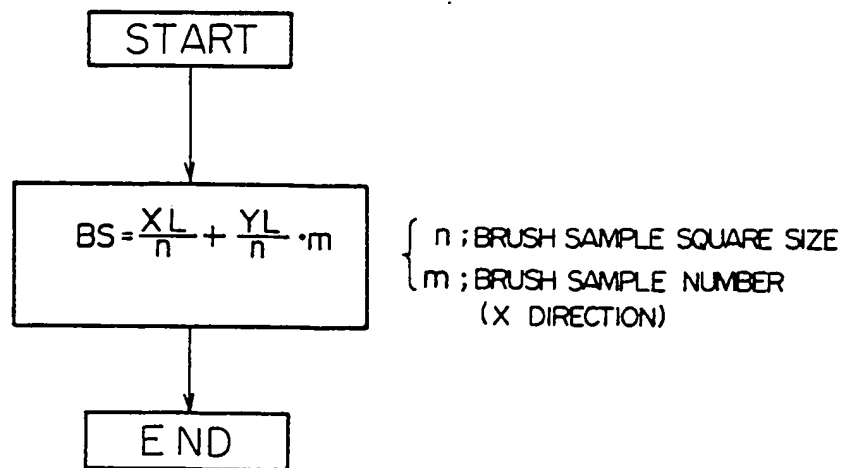 START
BS = XL/n + YL/n ·m
n ; BRUSH SAMPLE SQUARE SIZE
m ; BRUSH SAMPLE NUMBER
(X DIRECTION)
END